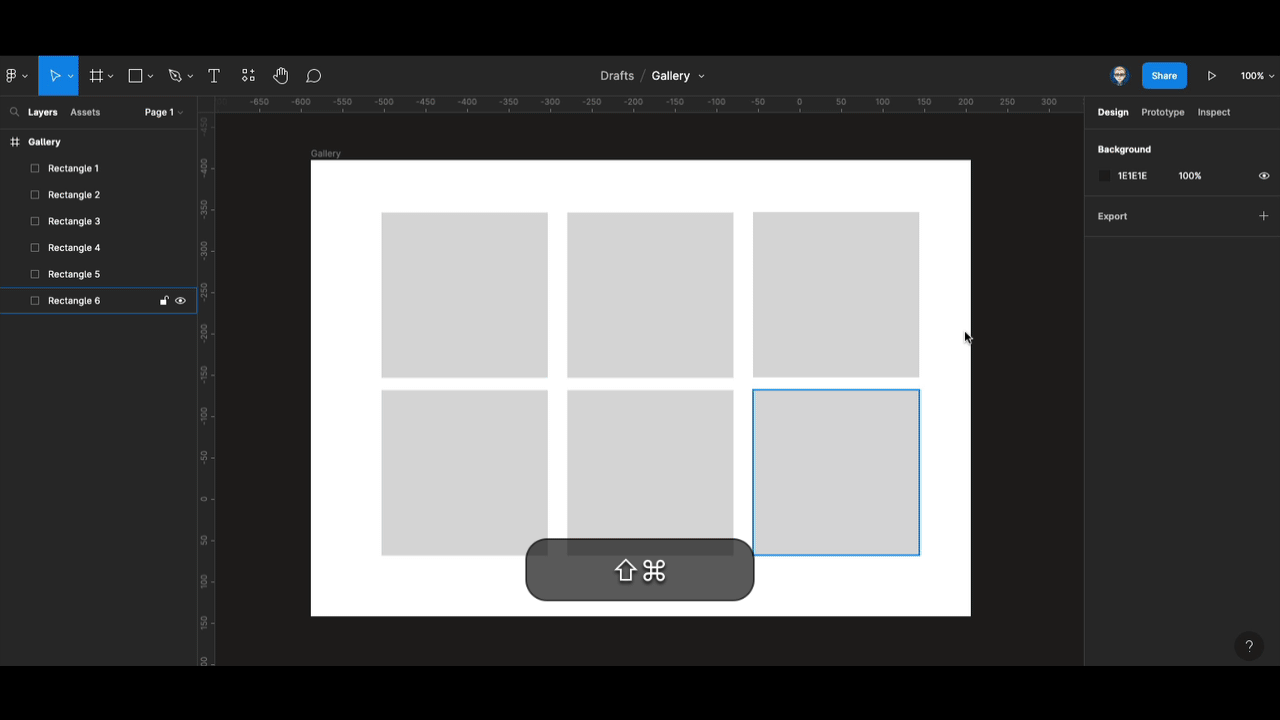 Drafts / Gallery
Share
100%
Layers Assets Page 1
-650 -600 -550 -500 -450 -400 -350 -300 -250 -200 -150 -100 -50 0 50 100 150 200 250 300
Design Prototype Inspect
Gallery
Rectangle 1
Rectangle 2
Rectangle 3
Rectangle 4
Rectangle 5
Rectangle 6
-450
-400
-350
-300
-250
-200
-150
-100
-50
0
50
100
150
Gallery
⇧⌘
Background
1E1E1E 100%
Export
?